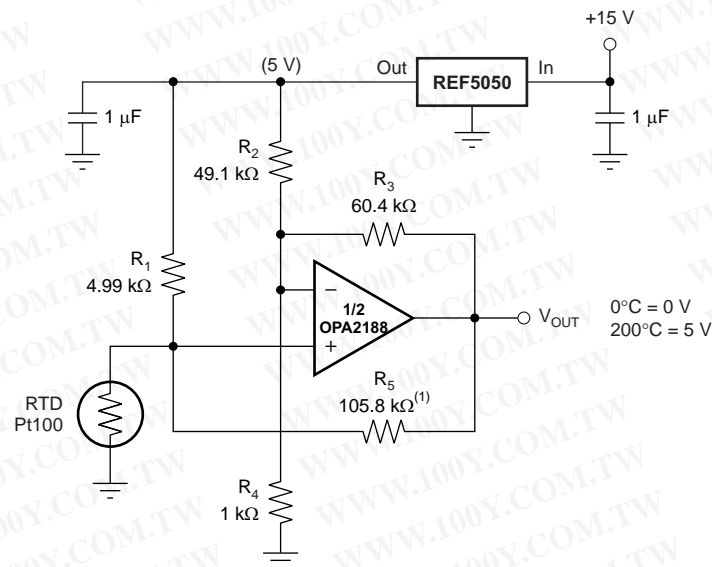 +15 V
(5 V)
Out
REF5050
In
1 μF
1 μF
R2
49.1 kΩ
R3
60.4 kΩ
R1
4.99 kΩ
−
1/2
OPA2188
+
VOUT
0°C = 0 V
200°C = 5 V
RTD
Pt100
R5
105.8 kΩ(1)
R4
1 kΩ
WWW.100Y.COM.TW